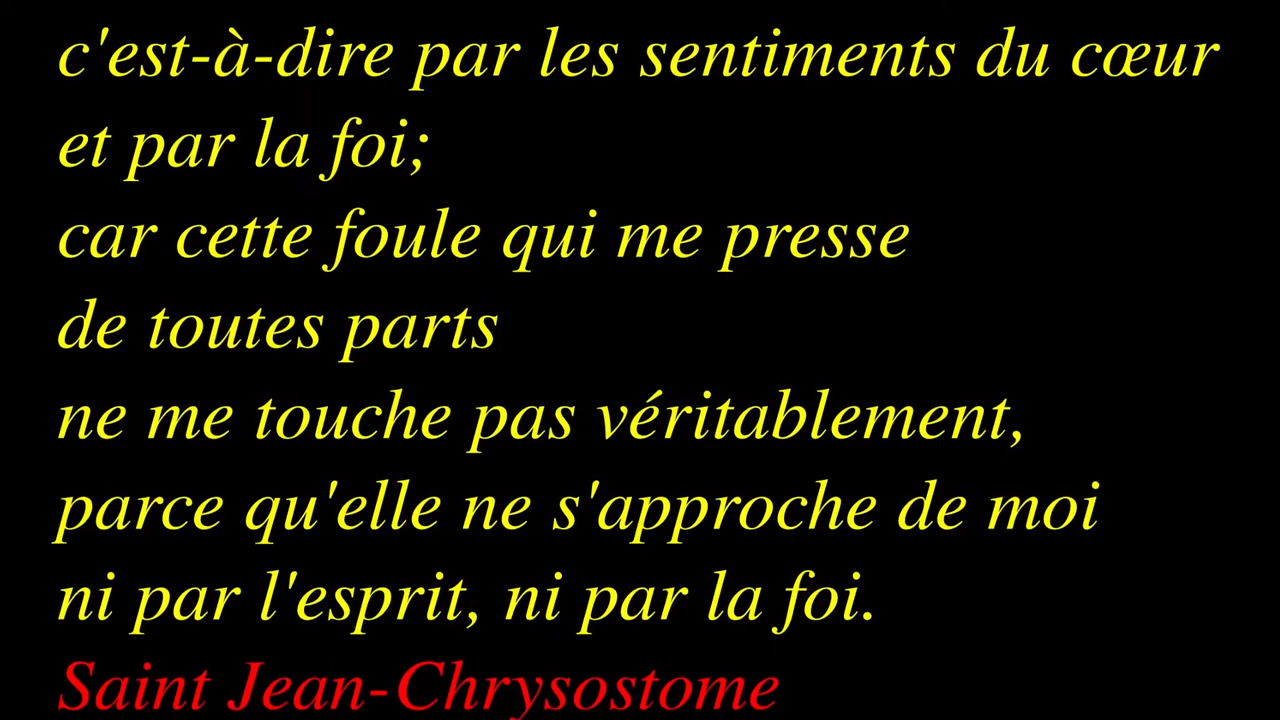 c'est-à-dire par les sentiments du cœur
et par la foi;
car cette foule qui me presse
de toutes parts
ne me touche pas véritablement,
parce qu'elle ne s'approche de moi
ni par l'esprit, ni par la foi.
Saint Jean-Chrysostome